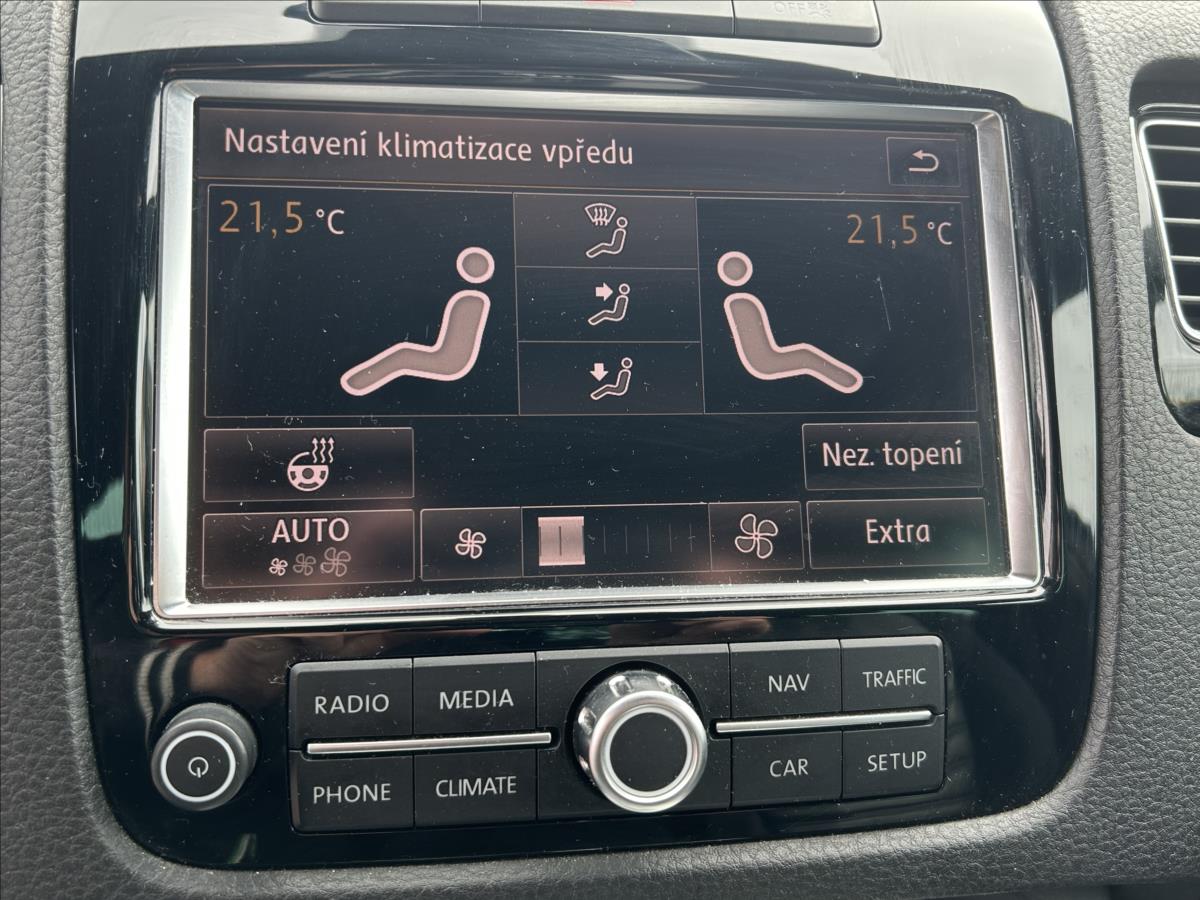 OFF
Nastavení klimatizace vpředu
21,5 °C
21,5 °C
Nez. topení
AUTO
Extra
RADIO
MEDIA
NAV
TRAFFIC
PHONE
CLIMATE
CAR
SETUP